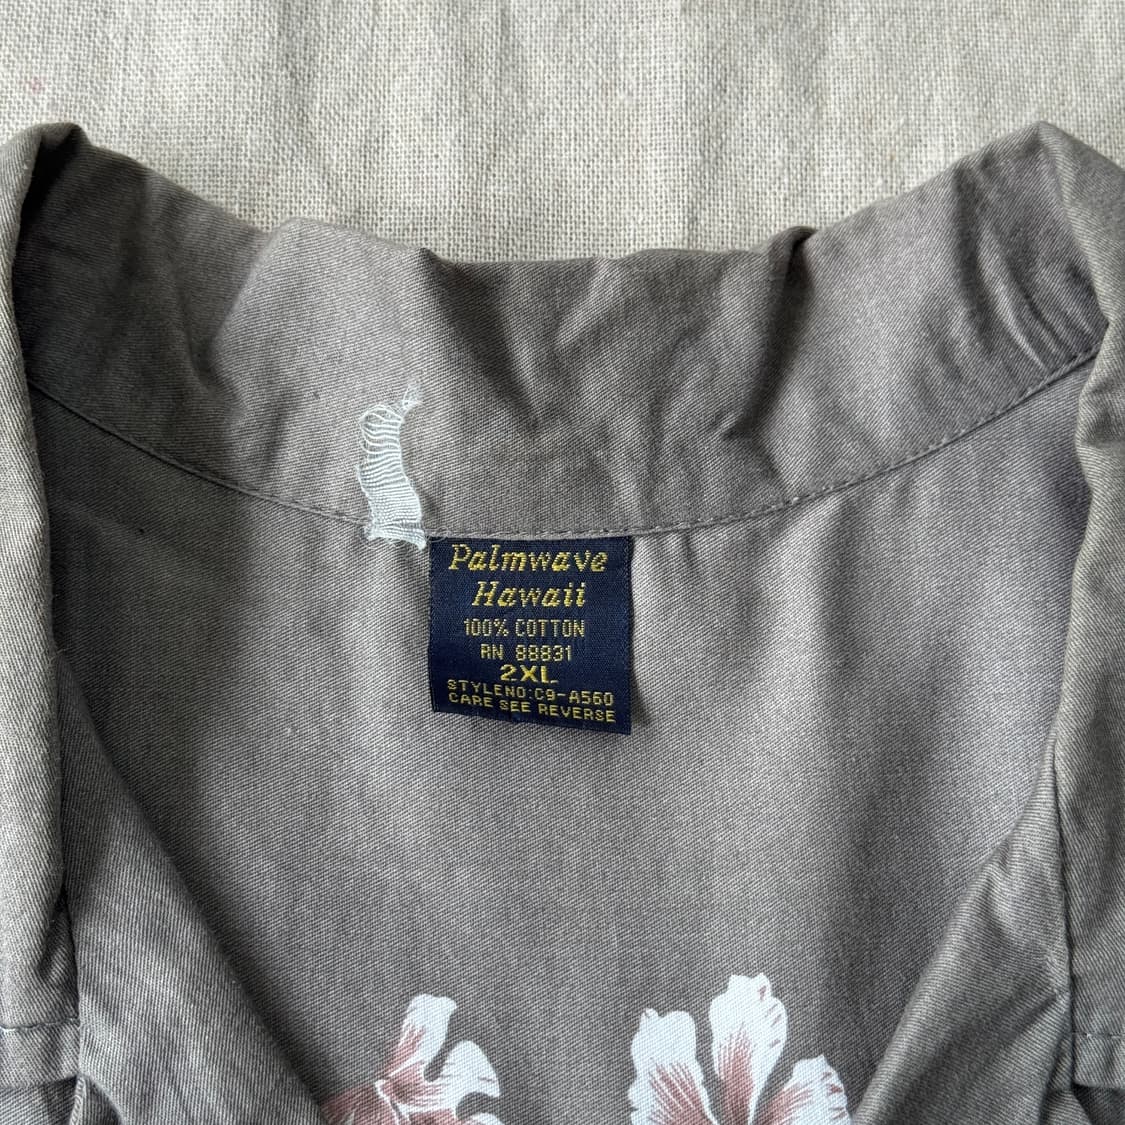 Palmwave
Hawaii
100% COTTON
RN 88831
2XL
STYLENO:C9-A560
CARE SEE REVERSE